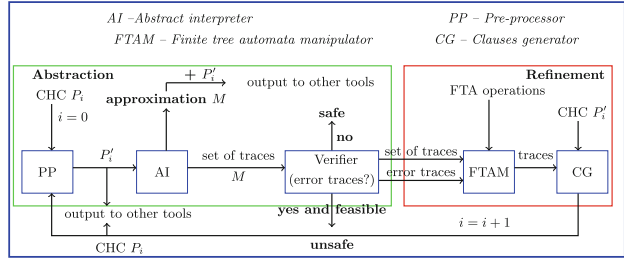 AI –Abstract interpreter
PP – Pre-processor
FTAM – Finite tree automata manipulator
CG – Clauses generator
Abstraction
+ P′ᵢ
Refinement
CHC Pᵢ
output to other tools
FTA operations
approximation M
safe
CHC P′ᵢ
i=0
no
P′ᵢ
set of traces
Verifier
set of traces
traces
PP
AI
M
(error traces?)
error traces
FTAM
CG
output to other tools
yes and feasible
i = i + 1
CHC Pᵢ
unsafe